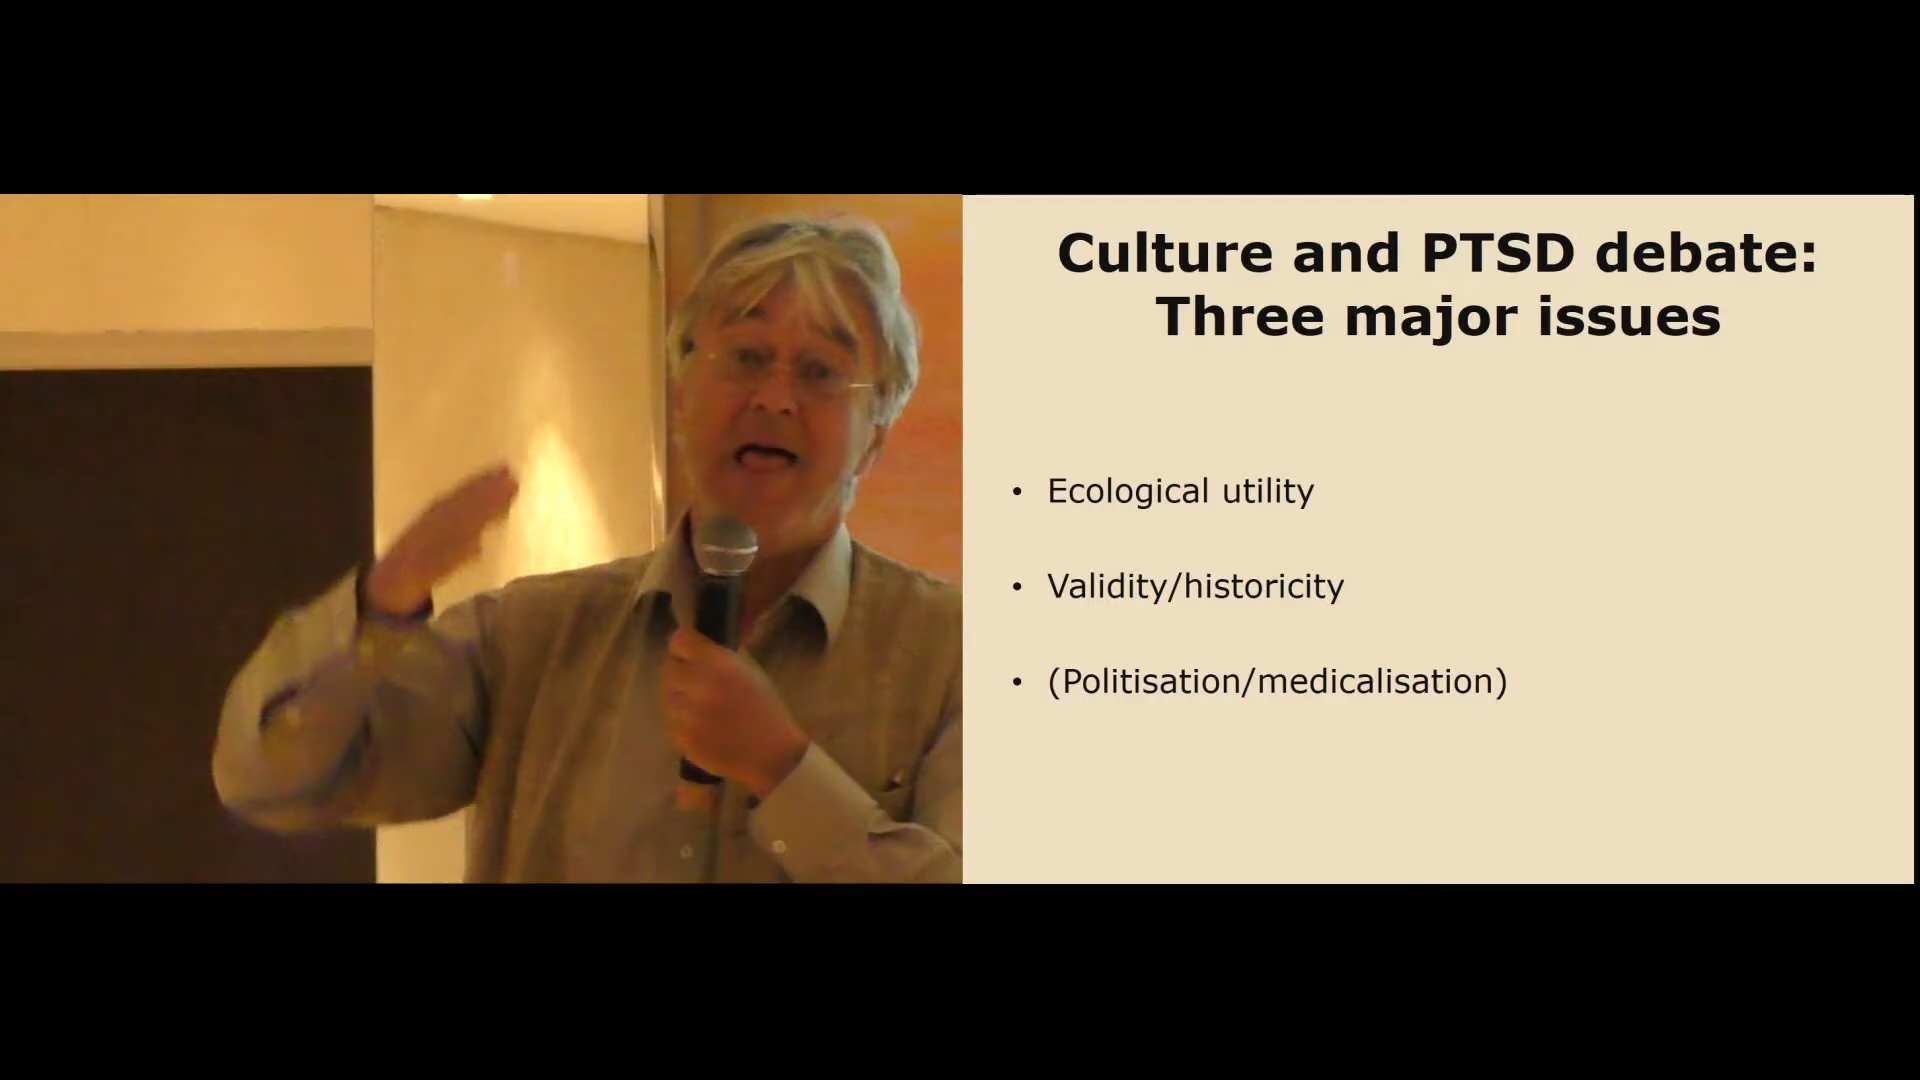 Culture and PTSD debate:
Three major issues
• Ecological utility
• Validity/historicity
• (Politisation/medicalisation)